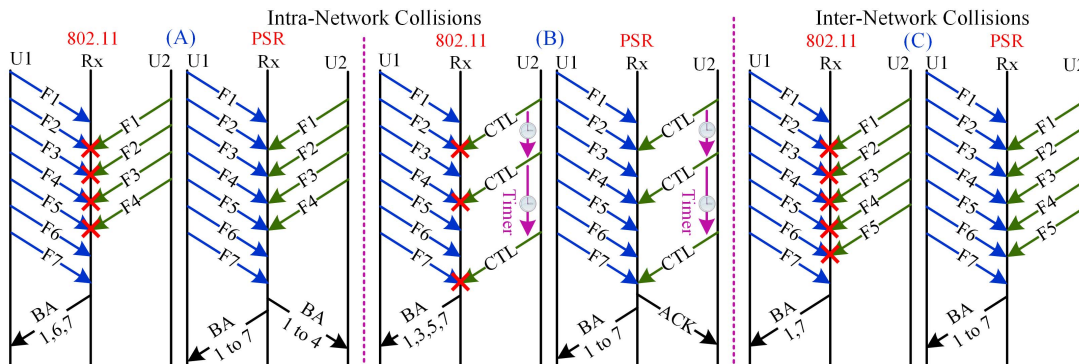 Intra-Network Collisions
Inter-Network Collisions
802.11
(A)
PSR
U1
Rx
U2
U1
Rx
U2
F1
F2
F3
F4
F5
F6
F7
F1
F2
F3
F4
BA
1,6,7
F1
F2
F3
F4
F5
F6
F7
F1
F2
F3
F4
BA
1 to 7
BA
1 to 4
802.11
(B)
PSR
U1
Rx
U2
Rx
U2
F1
F2
F3
F4
F5
F6
F7
CTL
CTL
CTL
Timer
BA
1,3,5,7
F1
F2
F3
F4
F5
F6
F7
CTL
CTL
CTL
Timer
BA
1 to 7
ACK
802.11
(C)
PSR
U1
Rx
Rx
U2
F1
F2
F3
F4
F5
F6
F7
F1
F2
F3
F4
F5
BA
1,7
F1
F2
F3
F4
F5
F6
F7
F1
F2
F3
F4
F5
BA
1 to 7